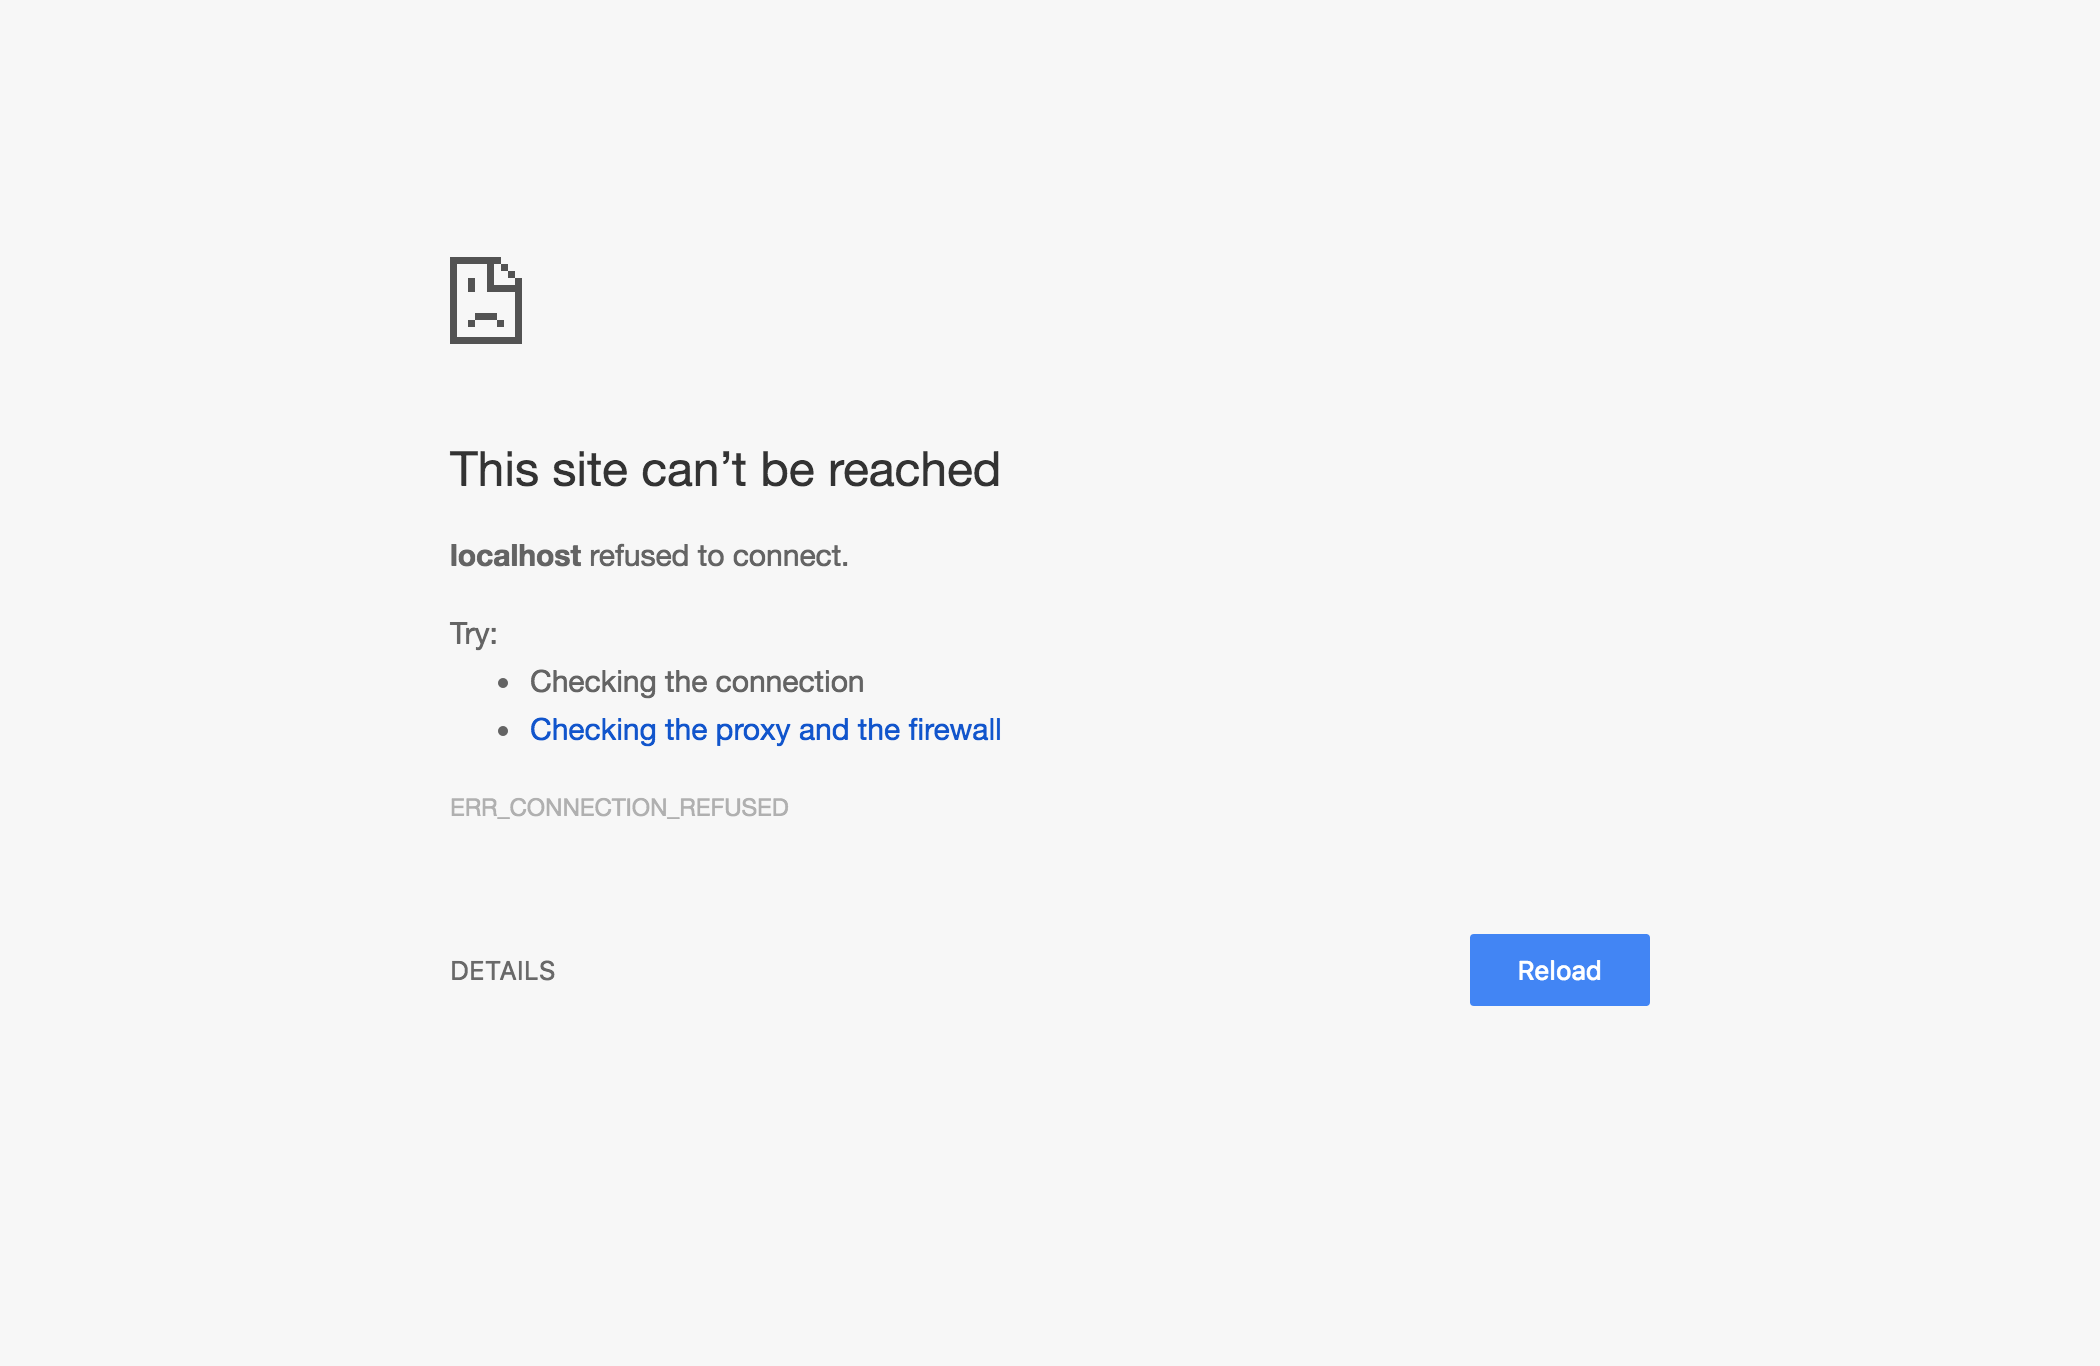 This site can’t be reached
localhost refused to connect.
Try:
Checking the connection
Checking the proxy and the firewall
ERR_CONNECTION_REFUSED
DETAILS
Reload